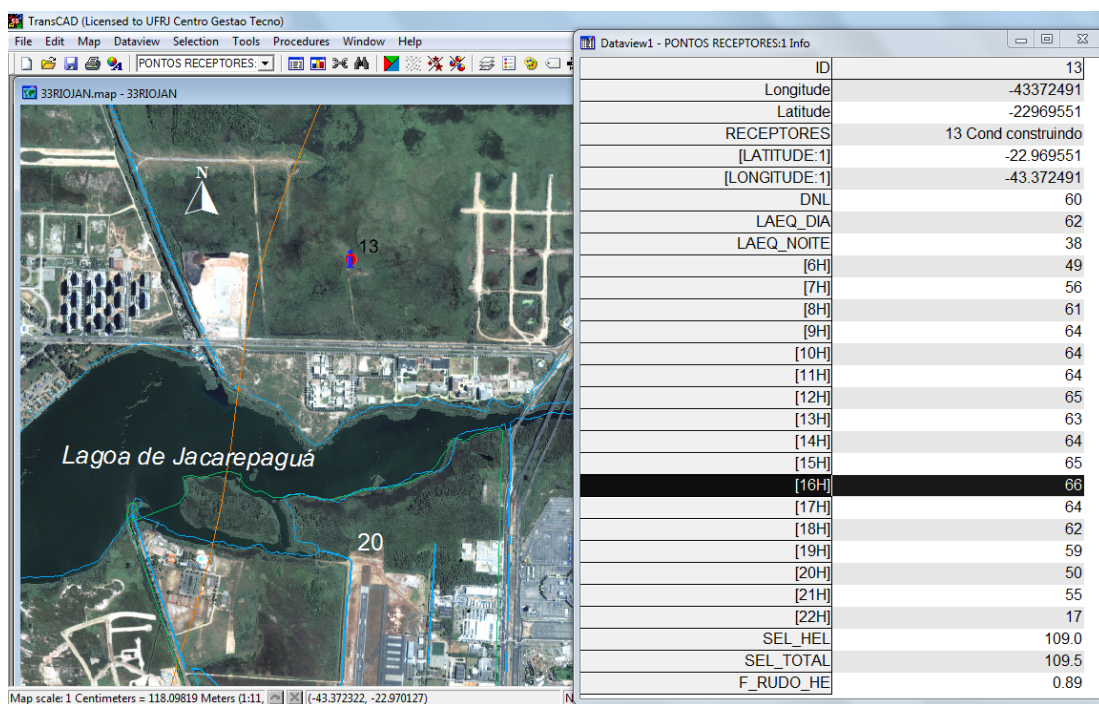 TransCAD (Licensed to UFRJ Centro Gestao Tecno)
File Edit Map Dataview Selection Tools Procedures Window Help
PONTOS RECEPTORES:
33RIOJAN.map - 33RIOJAN
N
13
Lagoa de Jacarepaguá
20
Map scale: 1 Centimeters = 118.09819 Meters (1:11, (-43.372322, -22.970127) N
Dataview1 - PONTOS RECEPTORES:1 Info
ID 13
Longitude -43372491
Latitude -22969551
RECEPTORES 13 Cond construindo
[LATITUDE:1] -22.969551
[LONGITUDE:1] -43.372491
DNL 60
LAEQ_DIA 62
LAEQ_NOITE 38
[6H] 49
[7H] 56
[8H] 61
[9H] 64
[10H] 64
[11H] 64
[12H] 65
[13H] 63
[14H] 64
[15H] 65
[16H] 66
[17H] 64
[18H] 62
[19H] 59
[20H] 50
[21H] 55
[22H] 17
SEL_HEL 109.0
SEL_TOTAL 109.5
F_RUDO_HE 0.89